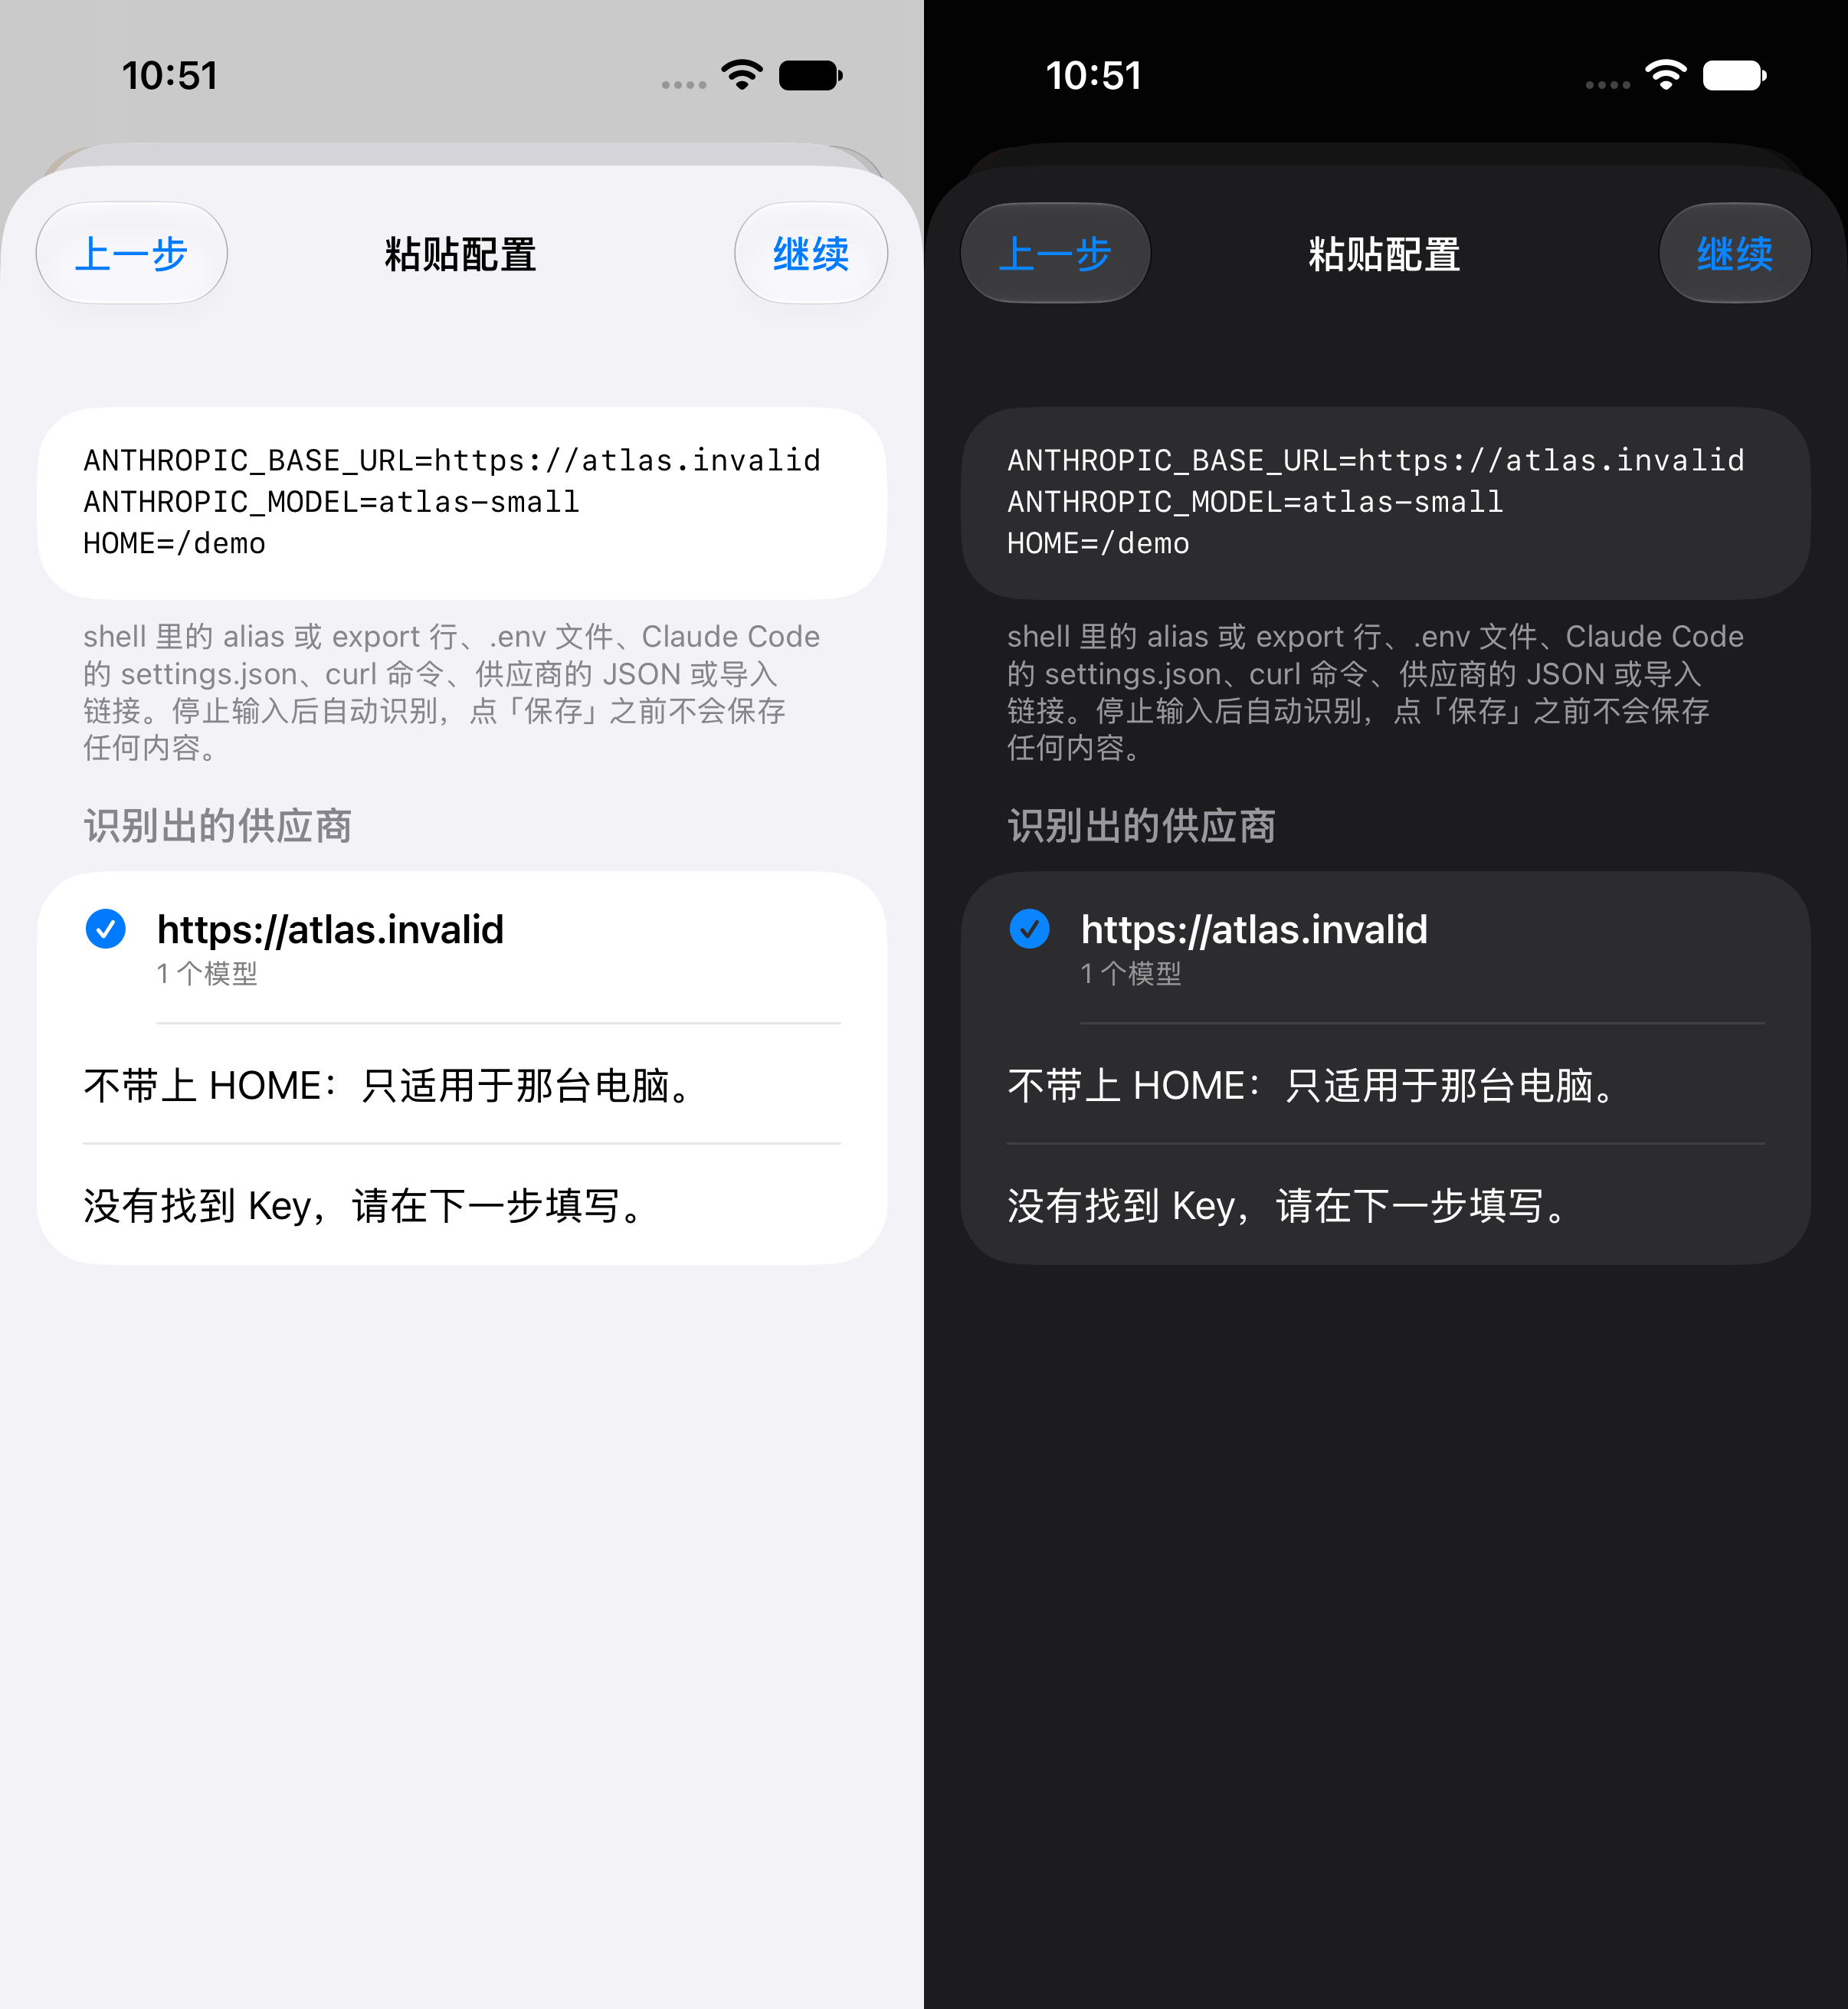 10:51
上一步
粘贴配置
继续
ANTHROPIC_BASE_URL=https://atlas.invalid
ANTHROPIC_MODEL=atlas-small
HOME=/demo
shell 里的 alias 或 export 行、.env 文件、Claude Code
的 settings.json、curl 命令、供应商的 JSON 或导入
链接。停止输入后自动识别，点「保存」之前不会保存
任何内容。
识别出的供应商
https://atlas.invalid
1 个模型
不带上 HOME：只适用于那台电脑。
没有找到 Key，请在下一步填写。
10:51
上一步
粘贴配置
继续
ANTHROPIC_BASE_URL=https://atlas.invalid
ANTHROPIC_MODEL=atlas-small
HOME=/demo
shell 里的 alias 或 export 行、.env 文件、Claude Code
的 settings.json、curl 命令、供应商的 JSON 或导入
链接。停止输入后自动识别，点「保存」之前不会保存
任何内容。
识别出的供应商
https://atlas.invalid
1 个模型
不带上 HOME：只适用于那台电脑。
没有找到 Key，请在下一步填写。